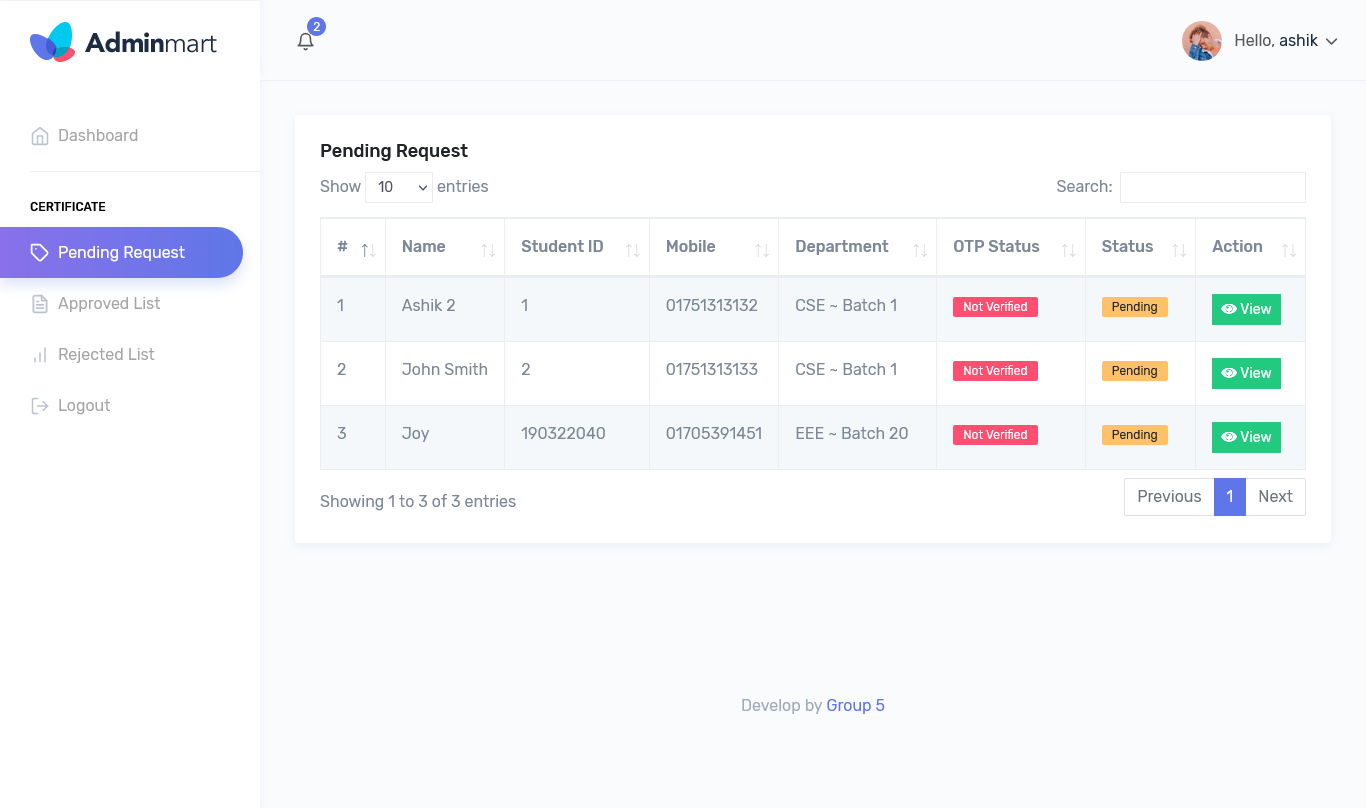 Adminmart
2
Hello, ashik
Dashboard
CERTIFICATE
Pending Request
Approved List
Rejected List
Logout
Pending Request
Show 10 entries
Search:
# Name Student ID Mobile Department OTP Status Status Action
1 Ashik 2 1 01751313132 CSE ~ Batch 1 Not Verified Pending View
2 John Smith 2 01751313133 CSE ~ Batch 1 Not Verified Pending View
3 Joy 190322040 01705391451 EEE ~ Batch 20 Not Verified Pending View
Showing 1 to 3 of 3 entries
Previous 1 Next
Develop by Group 5